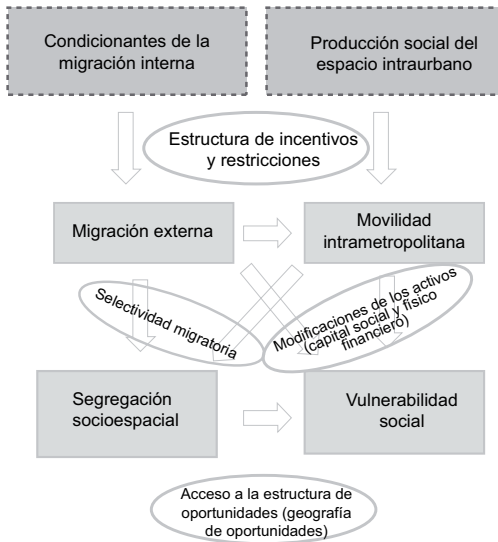 Condicionantes de la
migración interna
Producción social del
espacio intraurbano
Estructura de incentivos
y restricciones
Migración externa
Movilidad
intrametropolitana
Selectividad migratoria
Modificaciones de los activos
(capital social y físico
financiero)
Segregación
socioespacial
Vulnerabilidad
social
Acceso a la estructura de
oportunidades (geografía
de oportunidades)